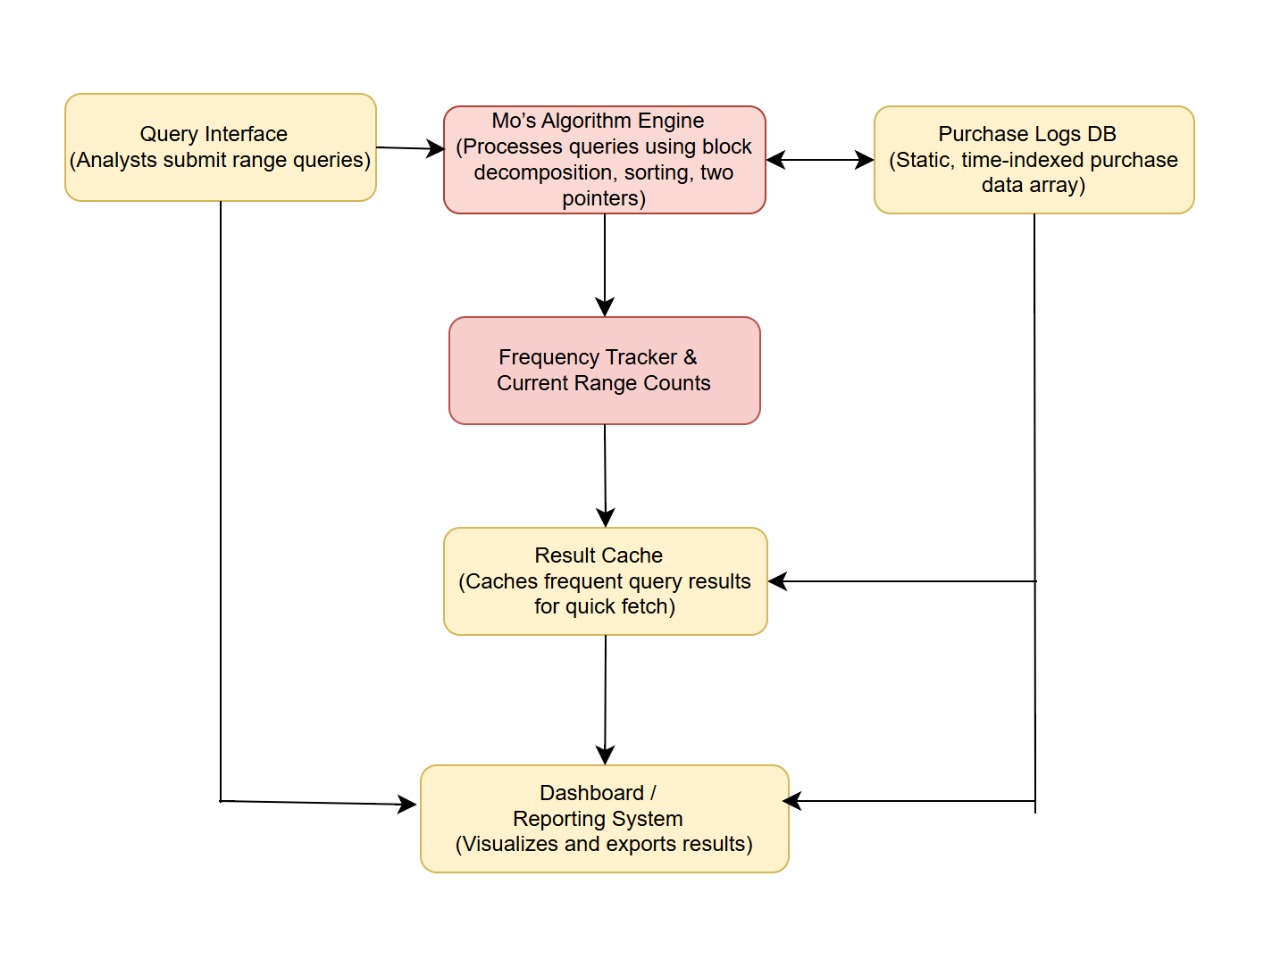 Query Interface
(Analysts submit range queries)
Mo’s Algorithm Engine
(Processes queries using block
decomposition, sorting, two
pointers)
Purchase Logs DB
(Static, time-indexed purchase
data array)
Frequency Tracker &
Current Range Counts
Result Cache
(Caches frequent query results
for quick fetch)
Dashboard /
Reporting System
(Visualizes and exports results)